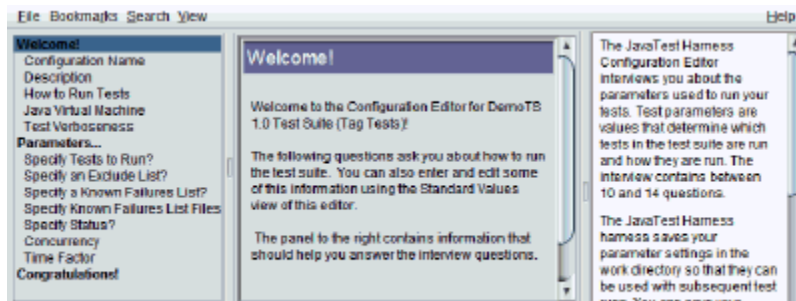 File Bookmarks Search View Help
Welcome!
Configuration Name
Description
How to Run Tests
Java Virtual Machine
Test Verboseness
Parameters...
Specify Tests to Run?
Specify an Exclude List?
Specify a Known Failures List?
Specify Known Failures List Files
Specify Status?
Concurrency
Time Factor
Congratulations!
Welcome!
Welcome to the Configuration Editor for DemoTS
1.0 Test Suite (Tag Tests)!
The following questions ask you about how to run
the test suite. You can also enter and edit some
of this information using the Standard Values
view of this editor.
The panel to the right contains information that
should help you answer the interview questions.
The JavaTest Harness
Configuration Editor
interviews you about the
parameters used to run your
tests. Test parameters are
values that determine which
tests in the test suite are run
and how they are run. The
interview contains between
10 and 14 questions.
The JavaTest Harness
harness saves your
parameter settings in the
work directory so that they can
be used with subsequent test